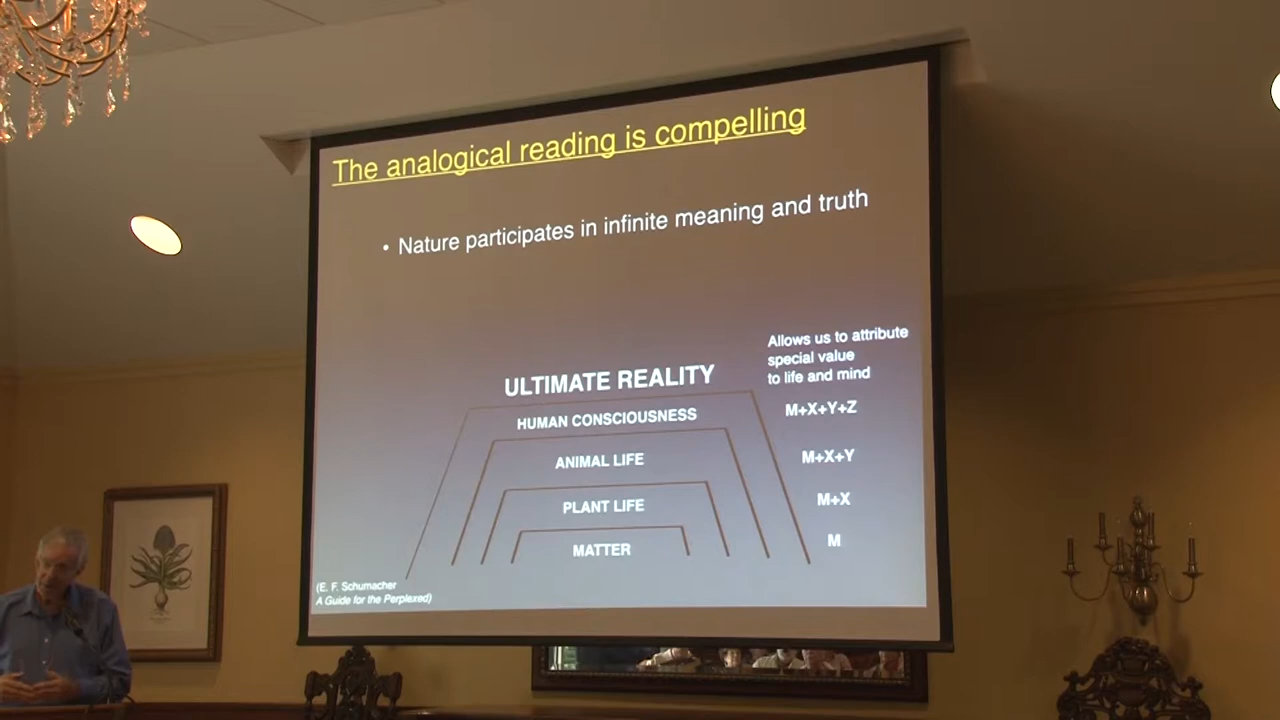 The analogical reading is compelling
• Nature participates in infinite meaning and truth
Allows us to attribute
special value
to life and mind
ULTIMATE REALITY
HUMAN CONSCIOUSNESS
M+X+Y+Z
ANIMAL LIFE
M+X+Y
PLANT LIFE
M+X
MATTER
M
(E. F. Schumacher
A Guide for the Perplexed)